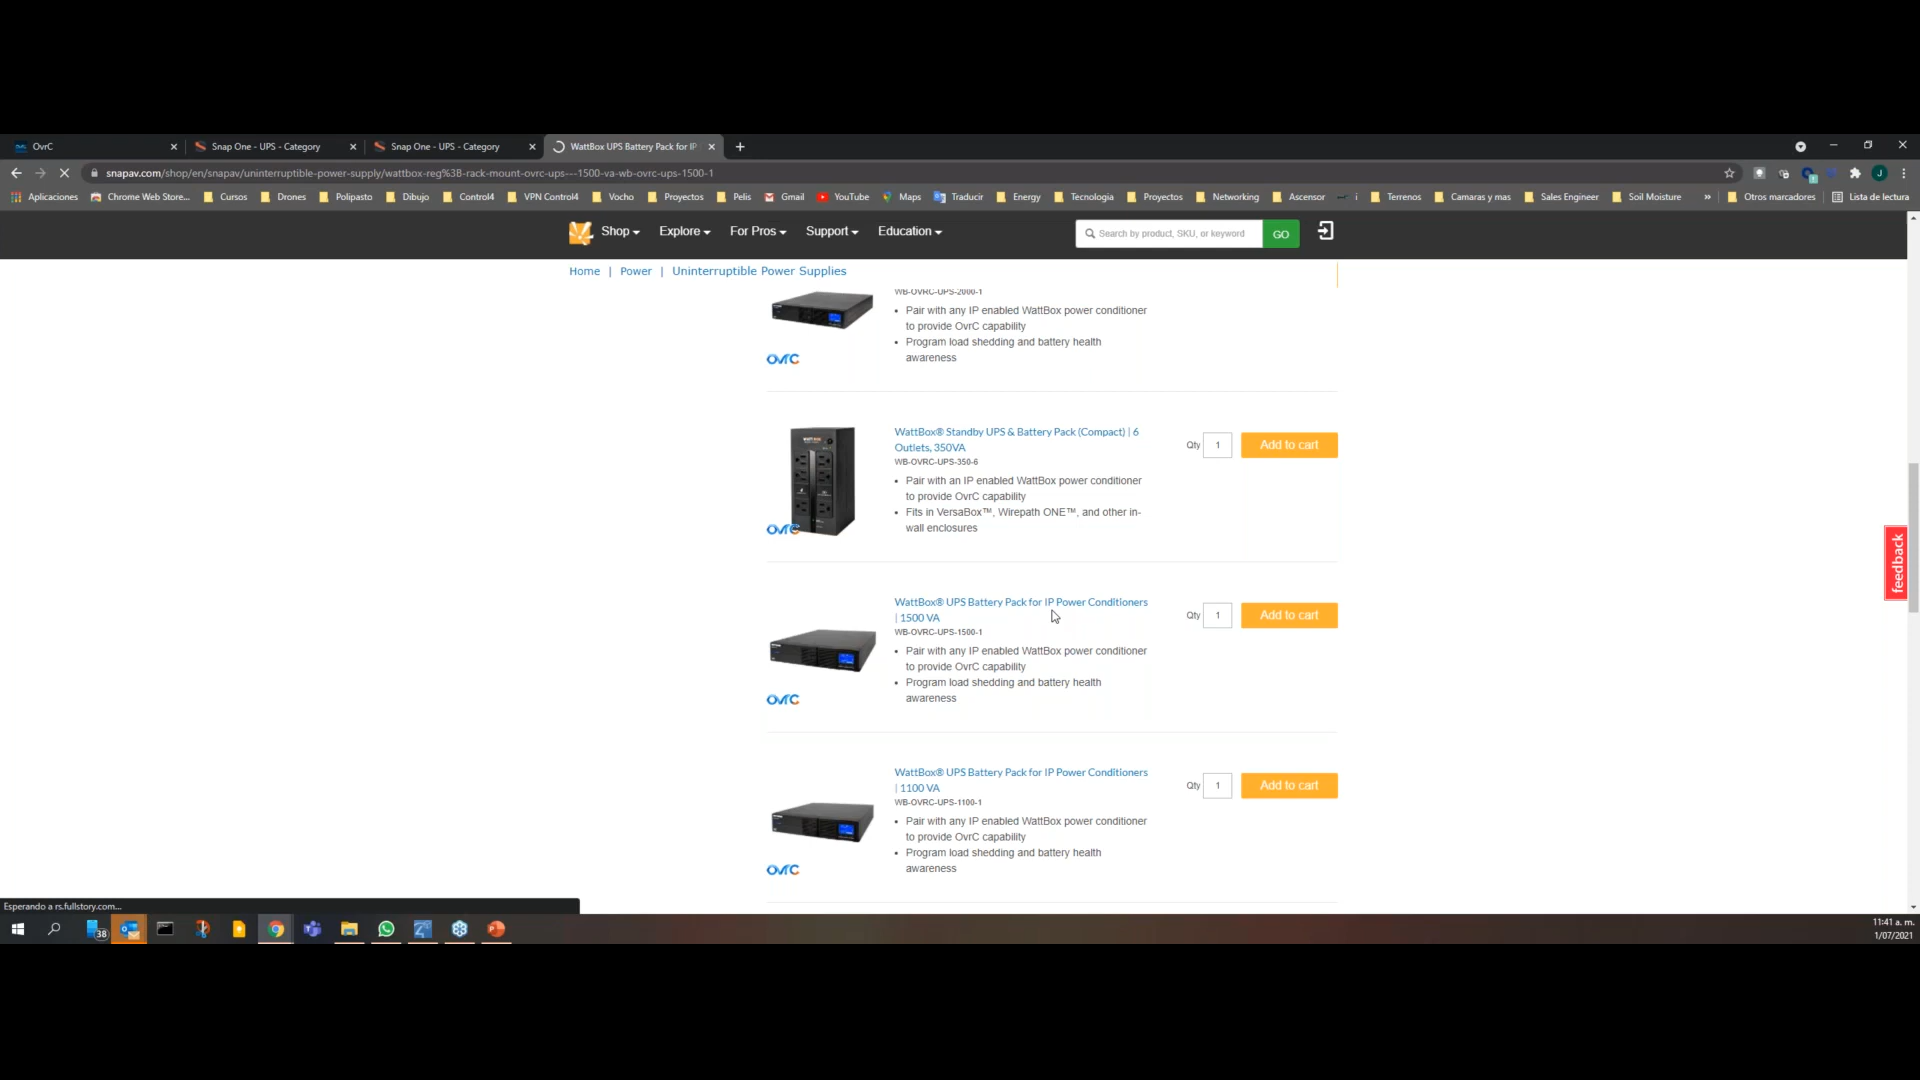 OvrC
Snap One - UPS - Category
Snap One - UPS - Category
WattBox UPS Battery Pack for IP
snapav.com/shop/en/snapav/uninterruptible-power-supply/wattbox-reg%3B-rack-mount-ovrc-ups---1500-va-wb-ovrc-ups-1500-1
Aplicaciones Chrome Web Store... Cursos Drones Polipasto Dibujo Control4 VPN Control4 Vocho Proyectos Pelis Gmail YouTube Maps Traducir Energy Tecnologia Proyectos Networking Ascensor i Terrenos Camaras y mas Sales Engineer Soil Moisture » Otros marcadores Lista de lectura
Shop Explore For Pros Support Education Search by product, SKU, or keyword GO
Home | Power | Uninterruptible Power Supplies
WB-OVRC-UPS-2000-1
• Pair with any IP enabled WattBox power conditioner
to provide OvrC capability
• Program load shedding and battery health
awareness
OvrC
WattBox® Standby UPS & Battery Pack (Compact) | 6
Outlets, 350VA
WB-OVRC-UPS-350-6
Qty 1 Add to cart
• Pair with an IP enabled WattBox power conditioner
to provide OvrC capability
• Fits in VersaBox™, Wirepath ONE™, and other in-
wall enclosures
OvrC
WattBox® UPS Battery Pack for IP Power Conditioners
| 1500 VA
WB-OVRC-UPS-1500-1
Qty 1 Add to cart
• Pair with any IP enabled WattBox power conditioner
to provide OvrC capability
• Program load shedding and battery health
awareness
OvrC
WattBox® UPS Battery Pack for IP Power Conditioners
| 1100 VA
WB-OVRC-UPS-1100-1
Qty 1 Add to cart
• Pair with any IP enabled WattBox power conditioner
to provide OvrC capability
• Program load shedding and battery health
awareness
OvrC
feedback
Esperando a rs.fullstory.com...
38
11:41 a. m.
1/07/2021